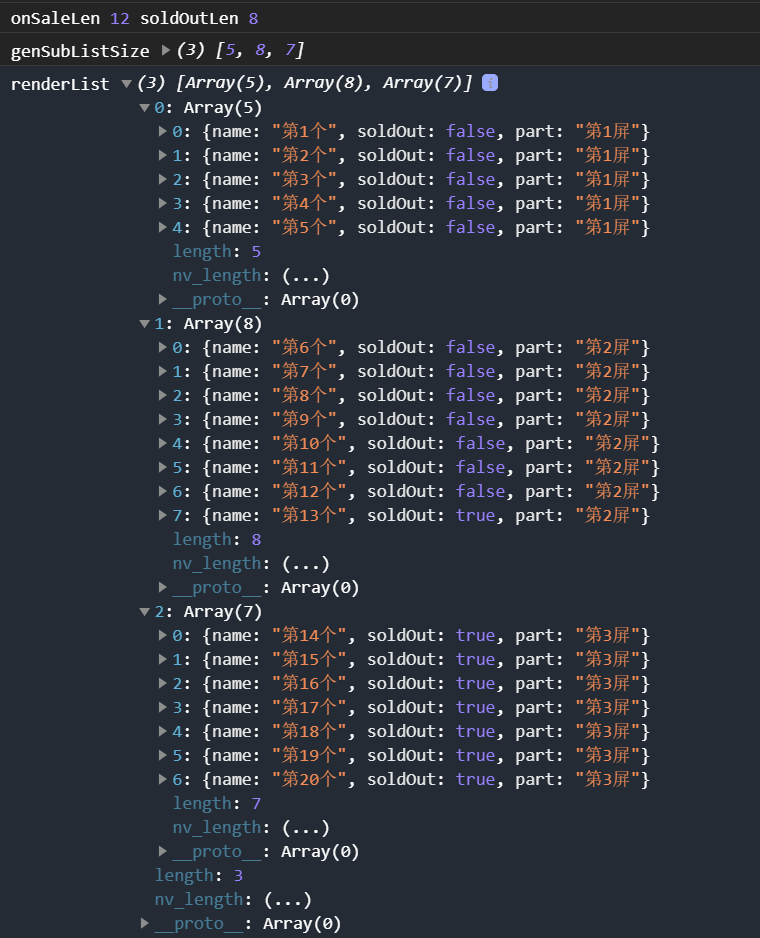 onSaleLen 12 soldOutLen 8
genSubListSize ▶(3) [5, 8, 7]
renderList ▼(3) [Array(5), Array(8), Array(7)] i
▼0: Array(5)
▶0: {name: "第1个", soldOut: false, part: "第1屏"}
▶1: {name: "第2个", soldOut: false, part: "第1屏"}
▶2: {name: "第3个", soldOut: false, part: "第1屏"}
▶3: {name: "第4个", soldOut: false, part: "第1屏"}
▶4: {name: "第5个", soldOut: false, part: "第1屏"}
length: 5
nv_length: (...)
▶__proto__: Array(0)
▼1: Array(8)
▶0: {name: "第6个", soldOut: false, part: "第2屏"}
▶1: {name: "第7个", soldOut: false, part: "第2屏"}
▶2: {name: "第8个", soldOut: false, part: "第2屏"}
▶3: {name: "第9个", soldOut: false, part: "第2屏"}
▶4: {name: "第10个", soldOut: false, part: "第2屏"}
▶5: {name: "第11个", soldOut: false, part: "第2屏"}
▶6: {name: "第12个", soldOut: false, part: "第2屏"}
▶7: {name: "第13个", soldOut: true, part: "第2屏"}
length: 8
nv_length: (...)
▶__proto__: Array(0)
▼2: Array(7)
▶0: {name: "第14个", soldOut: true, part: "第3屏"}
▶1: {name: "第15个", soldOut: true, part: "第3屏"}
▶2: {name: "第16个", soldOut: true, part: "第3屏"}
▶3: {name: "第17个", soldOut: true, part: "第3屏"}
▶4: {name: "第18个", soldOut: true, part: "第3屏"}
▶5: {name: "第19个", soldOut: true, part: "第3屏"}
▶6: {name: "第20个", soldOut: true, part: "第3屏"}
length: 7
nv_length: (...)
▶__proto__: Array(0)
length: 3
nv_length: (...)
▶__proto__: Array(0)